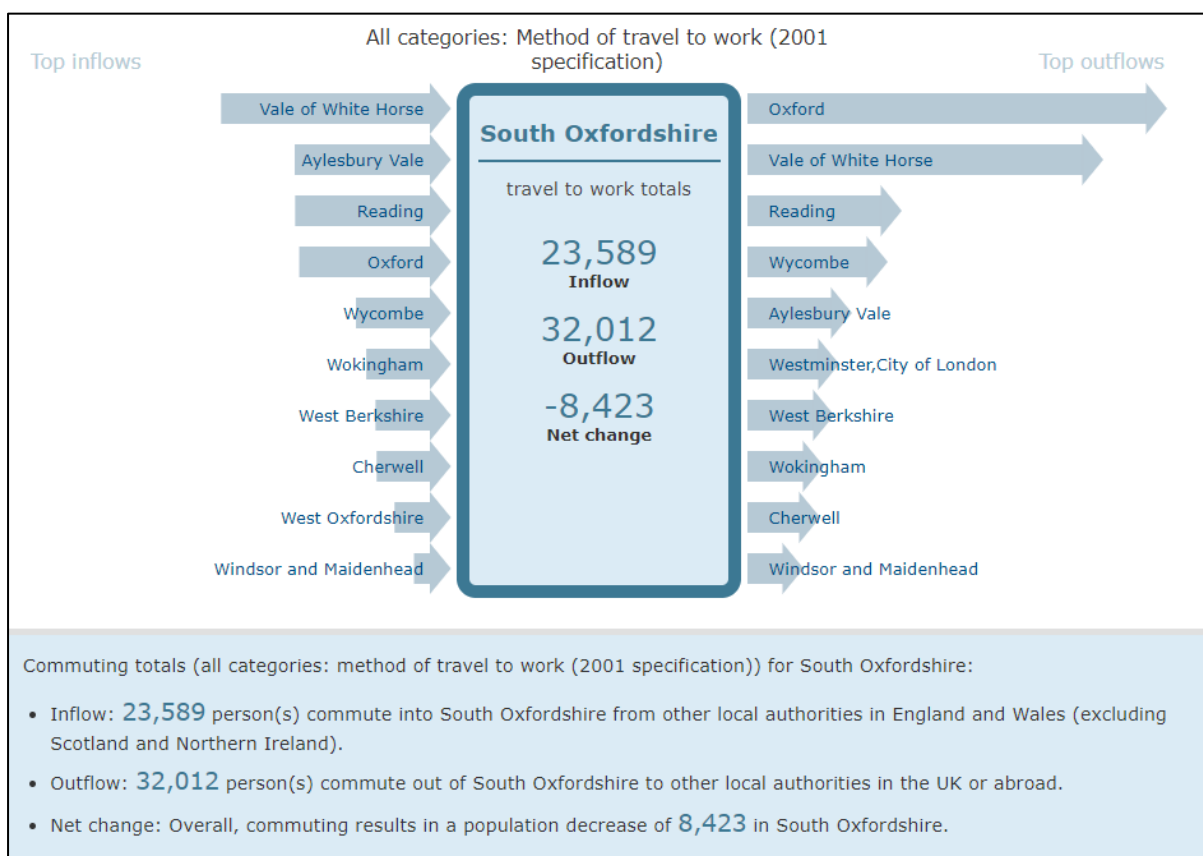 All categories: Method of travel to work (2001
specification)
Top inflows
Top outflows
Vale of White Horse
Aylesbury Vale
Reading
Oxford
Wycombe
Wokingham
West Berkshire
Cherwell
West Oxfordshire
Windsor and Maidenhead
South Oxfordshire
travel to work totals
23,589
Inflow
32,012
Outflow
-8,423
Net change
Oxford
Vale of White Horse
Reading
Wycombe
Aylesbury Vale
Westminster,City of London
West Berkshire
Wokingham
Cherwell
Windsor and Maidenhead
Commuting totals (all categories: method of travel to work (2001 specification)) for South Oxfordshire:
• Inflow: 23,589 person(s) commute into South Oxfordshire from other local authorities in England and Wales (excluding
Scotland and Northern Ireland).
• Outflow: 32,012 person(s) commute out of South Oxfordshire to other local authorities in the UK or abroad.
• Net change: Overall, commuting results in a population decrease of 8,423 in South Oxfordshire.